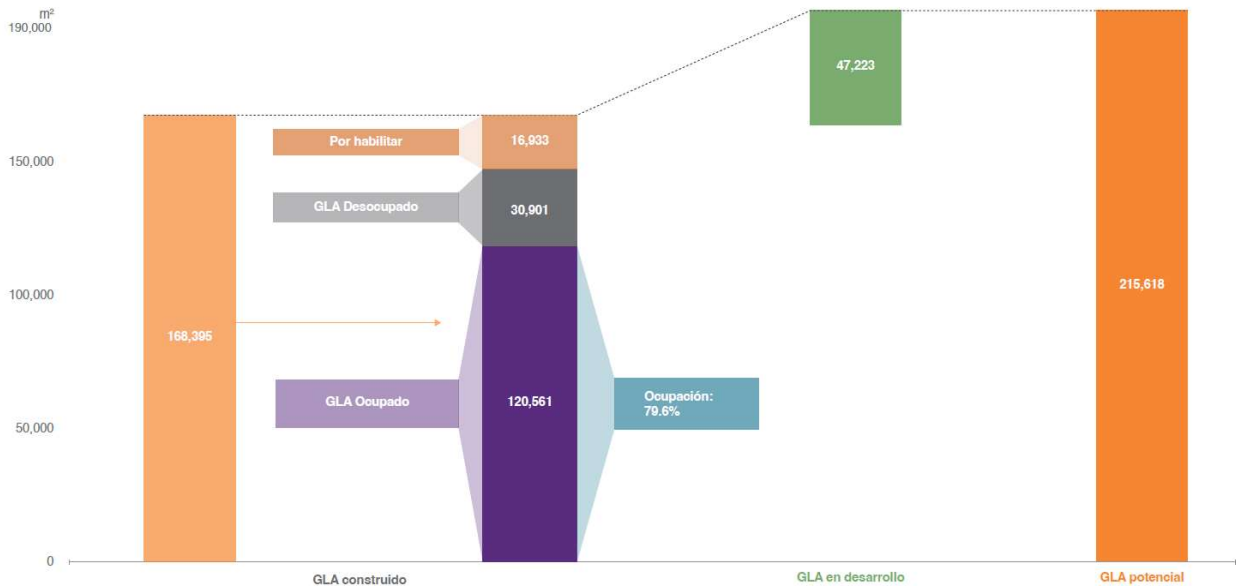 m²
190,000
150,000
100,000
50,000
0
168,395
Por habilitar
16,933
GLA Desocupado
30,901
GLA Ocupado
120,561
Ocupación:
79.6%
47,223
215,618
GLA construido
GLA en desarrollo
GLA potencial